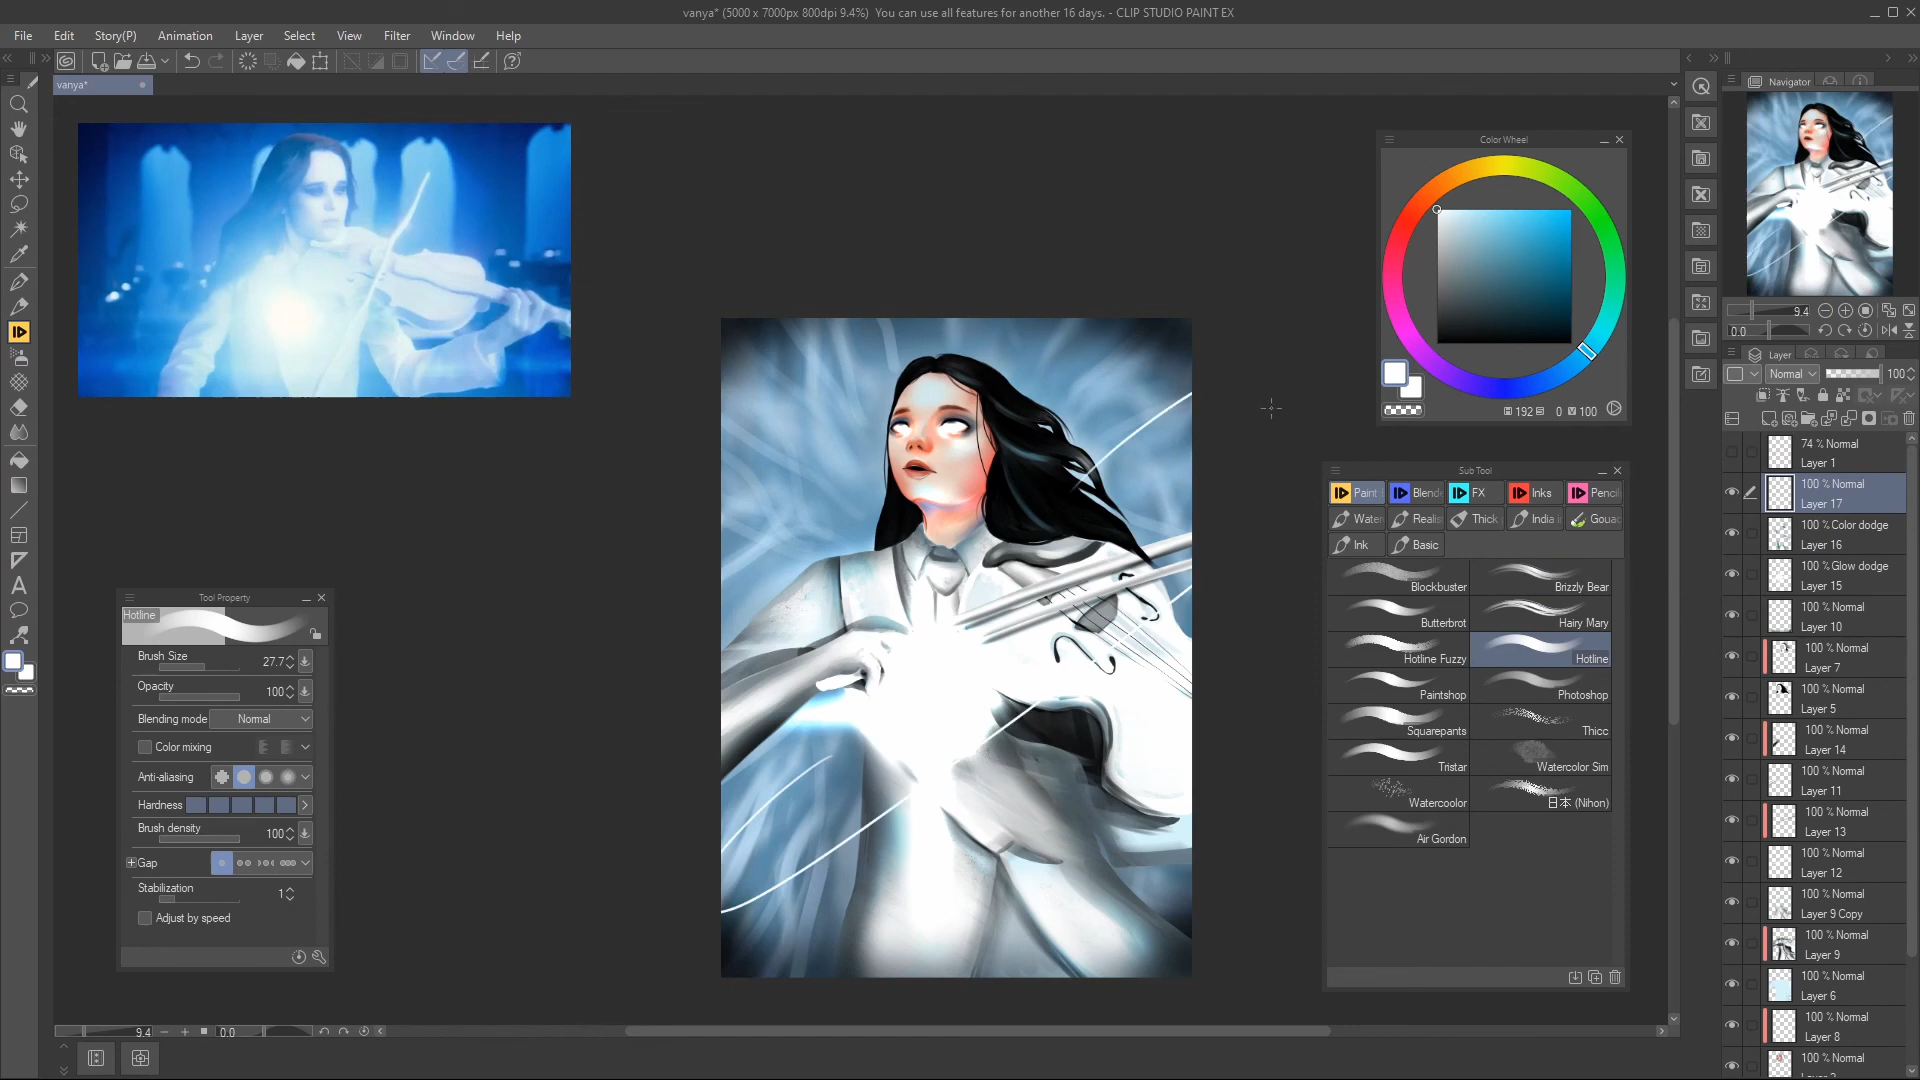 vanya* (5000 x 7000px 800dpi 9.4%)  You can use all features for another 16 days. - CLIP STUDIO PAINT EX
File Edit Story(P) Animation Layer Select View Filter Window Help
vanya*
Navigator
9.4
0.0
Color Wheel
192 0 V 100
Layer
Normal 100
74 % Normal
Layer 1
100 % Normal
Layer 17
100 % Color dodge
Layer 16
100 % Glow dodge
Layer 15
100 % Normal
Layer 10
100 % Normal
Layer 7
100 % Normal
Layer 5
100 % Normal
Layer 14
100 % Normal
Layer 11
100 % Normal
Layer 13
100 % Normal
Layer 12
100 % Normal
Layer 9 Copy
100 % Normal
Layer 9
100 % Normal
Layer 6
100 % Normal
Layer 8
100 % Normal
Sub Tool
Paint Blend FX Inks Pencil
Water Realis Thick India i Gouac
Ink Basic
Blockbuster Brizzly Bear
Butterbrot Hairy Mary
Hotline Fuzzy Hotline
Paintshop Photoshop
Squarepants Thicc
Tristar Watercolor Sim
Watercoolor 日本 (Nihon)
Air Gordon
Tool Property
Hotline
Brush Size 27.7
Opacity 100
Blending mode Normal
Color mixing
Anti-aliasing
Hardness
Brush density 100
Gap
Stabilization 1
Adjust by speed
9.4 0.0